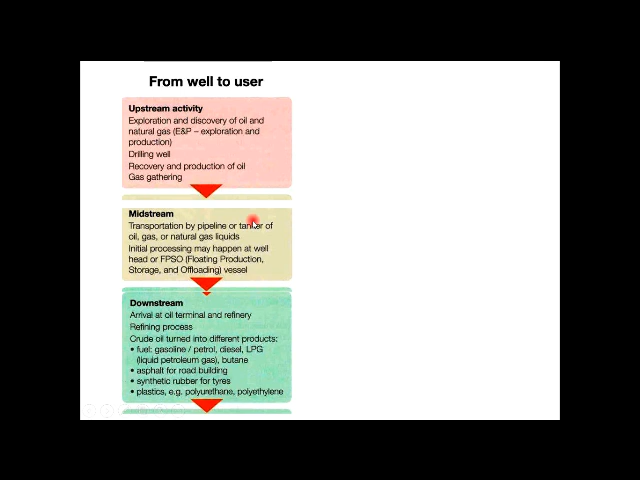 From well to user
Upstream activity
Exploration and discovery of oil and
natural gas (E&P – exploration and
production)
Drilling well
Recovery and production of oil
Gas gathering
Midstream
Transportation by pipeline or tanker of
oil, gas, or natural gas liquids
Initial processing may happen at well
head or FPSO (Floating Production,
Storage, and Offloading) vessel
Downstream
Arrival at oil terminal and refinery
Refining process
Crude oil turned into different products:
• fuel: gasoline / petrol, diesel, LPG
(liquid petroleum gas), butane
• asphalt for road building
• synthetic rubber for tyres
• plastics, e.g. polyurethane, polyethylene